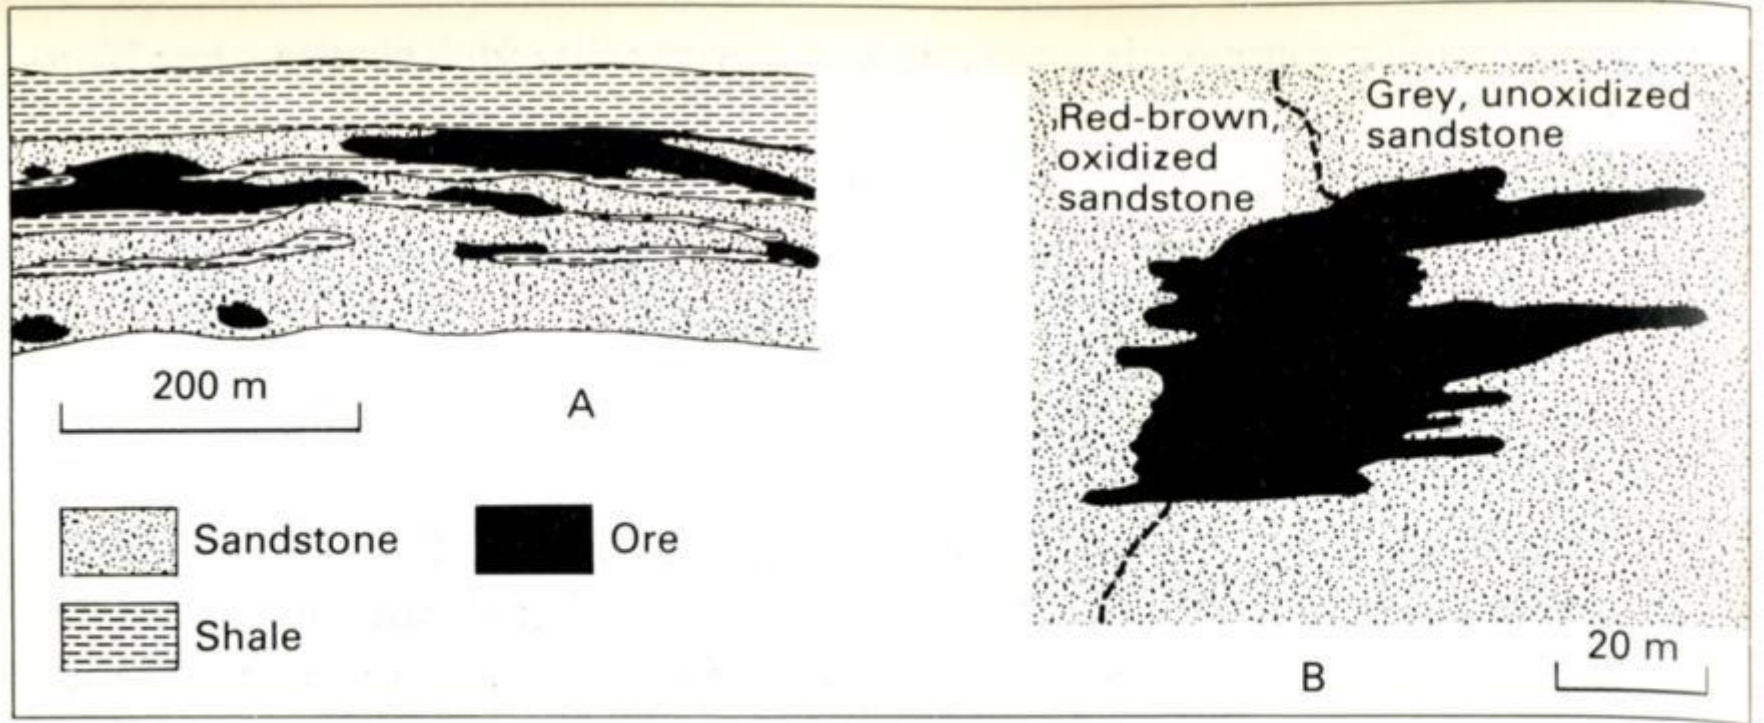 Red-brown,
oxidized
sandstone
Grey, unoxidized
sandstone
200 m
A
Sandstone
Ore
Shale
20 m
B